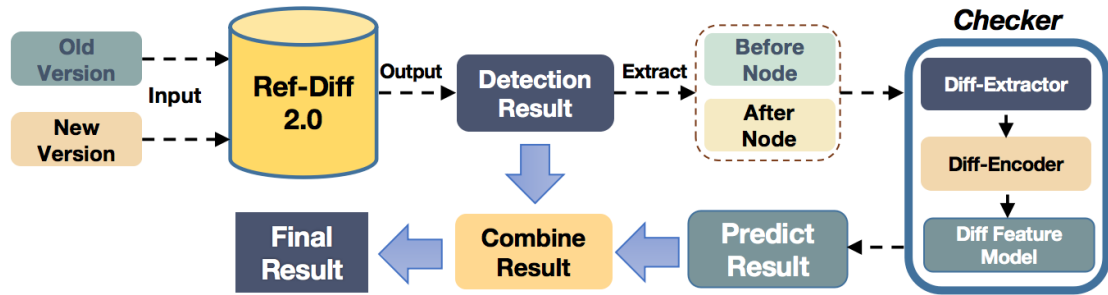 Checker
Old
Version
Input
New
Version
Ref-Diff
2.0
Output
Detection
Result
Extract
Before
Node
After
Node
Diff-Extractor
Diff-Encoder
Diff Feature
Model
Predict
Result
Combine
Result
Final
Result